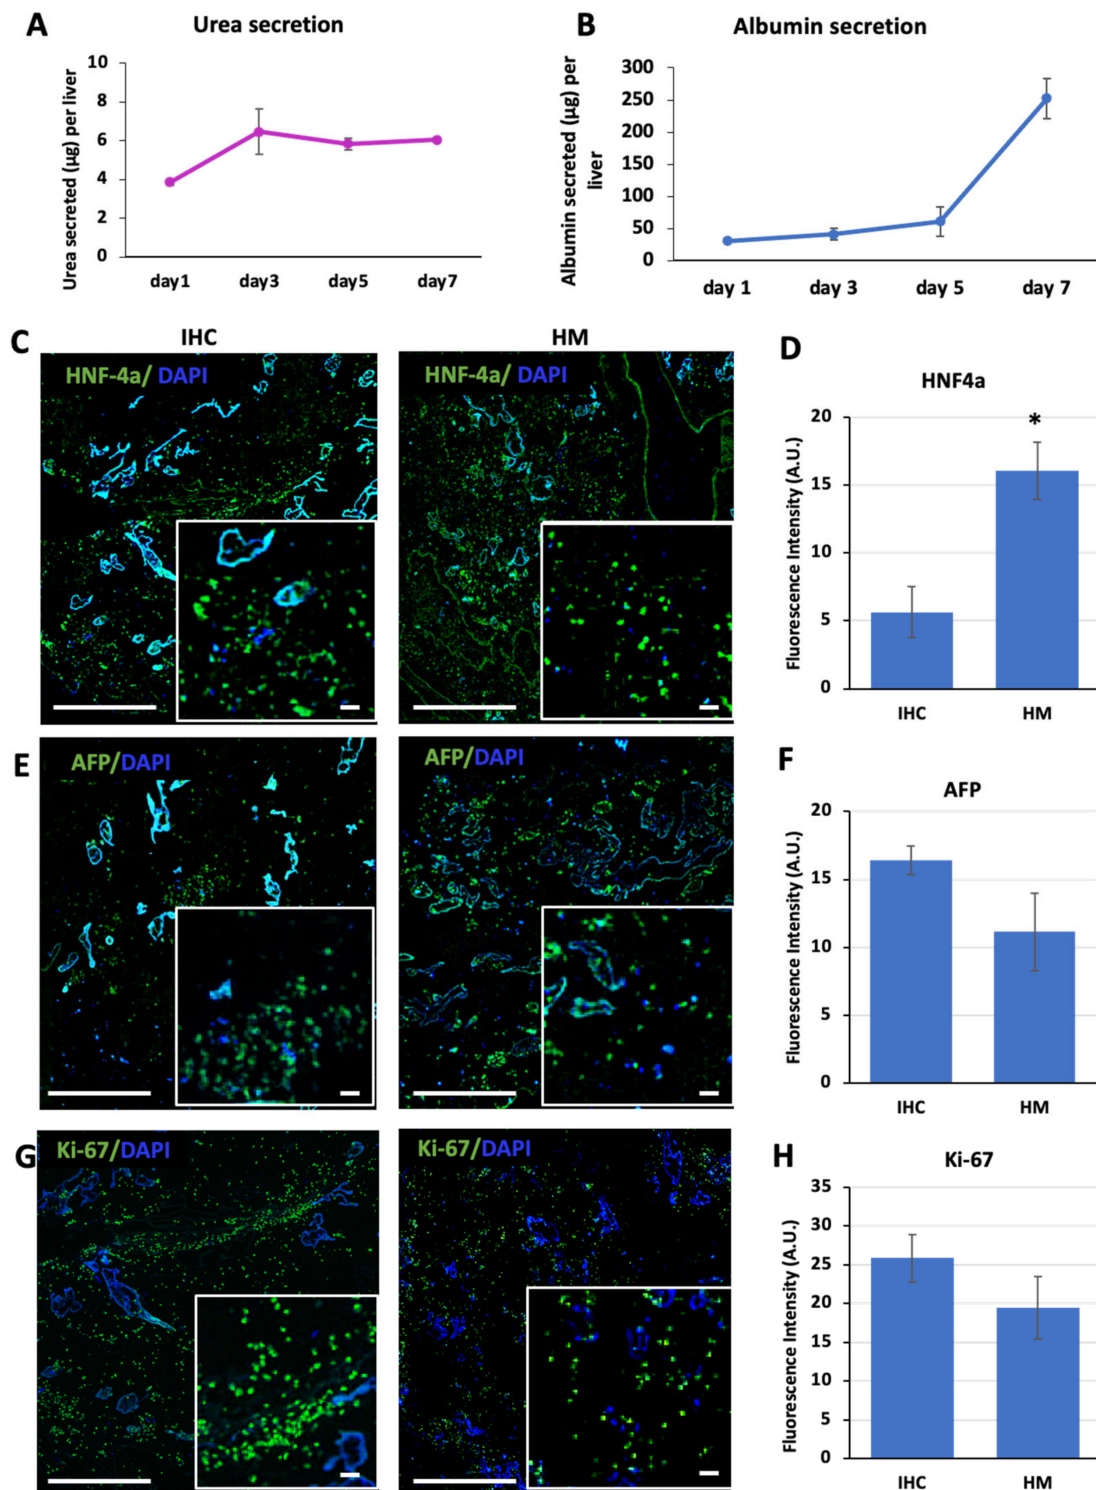 A
Urea secretion
Urea secreted (µg) per liver
10
8
6
4
2
0
day1
day3
day5
day7
B
Albumin secretion
Albumin secreted (µg) per
liver
300
250
200
150
100
50
0
day 1
day 3
day 5
day 7
C
IHC
HM
HNF-4a/ DAPI
HNF-4a/ DAPI
D
HNF4a
Fluorescence Intensity (A.U.)
20
15
10
5
0
*
IHC
HM
E
AFP/DAPI
AFP/DAPI
F
AFP
Fluorescence Intensity (A.U.)
20
15
10
5
0
IHC
HM
G
Ki-67/DAPI
Ki-67/DAPI
H
Ki-67
Fluorescence Intensity (A.U.)
35
30
25
20
15
10
5
0
IHC
HM